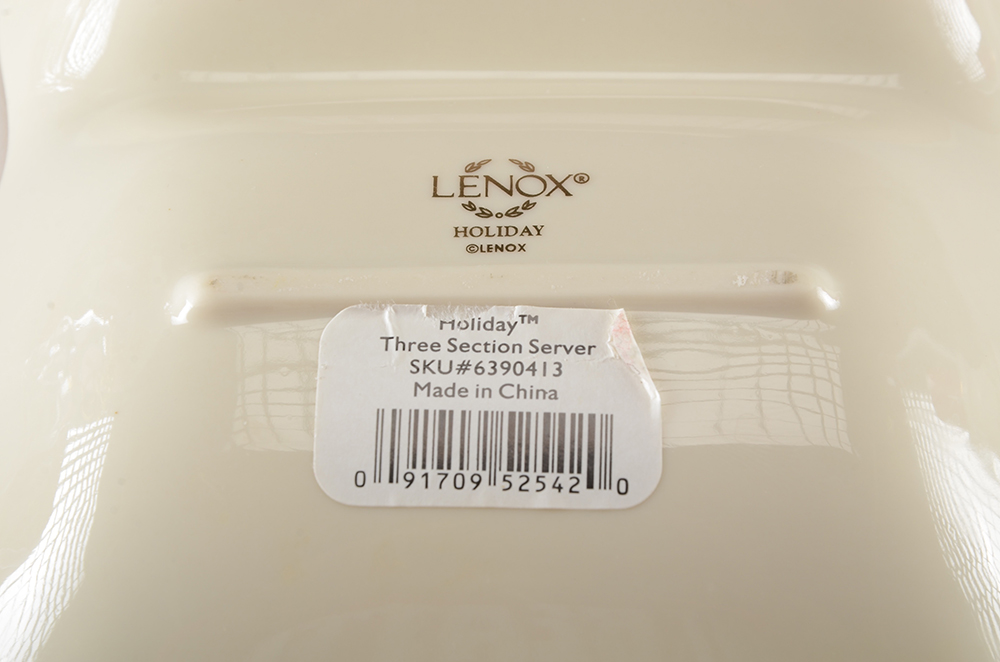 LENOX®
HOLIDAY
©LENOX
Holiday™
Three Section Server
SKU#6390413
Made in China
0 91709 52542 0